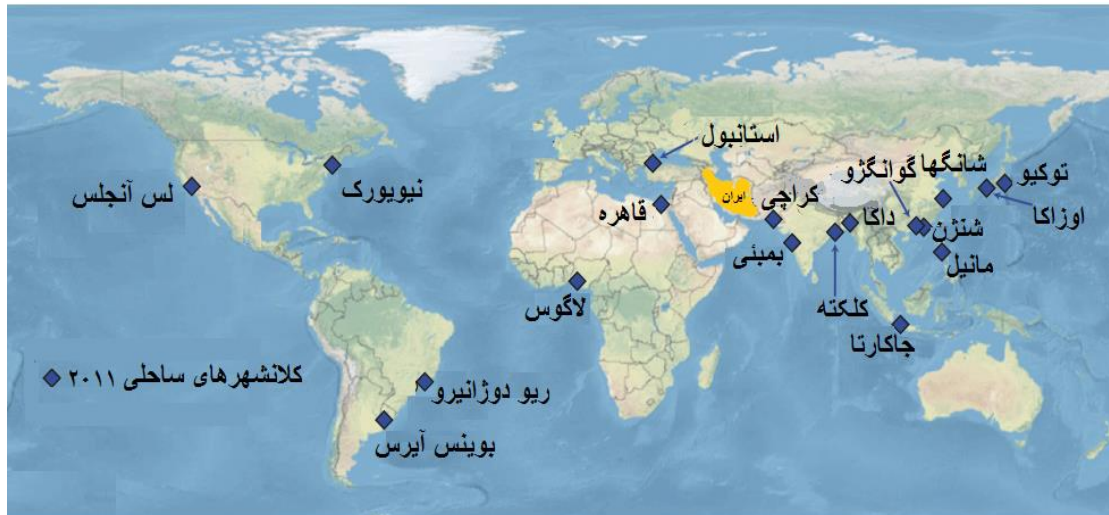 استانبول
شانگها
گوانگژو
توکیو
نیویورک
لس آنجلس
ایران
کراچی
قاهره
داکا
اوزاکا
شنژن
بمبئی
مانیل
لاگوس
کلکته
جاکارتا
کلانشهرهای ساحلی ۲۰۱۱
ریو دوژانیرو
بوینس آیرس